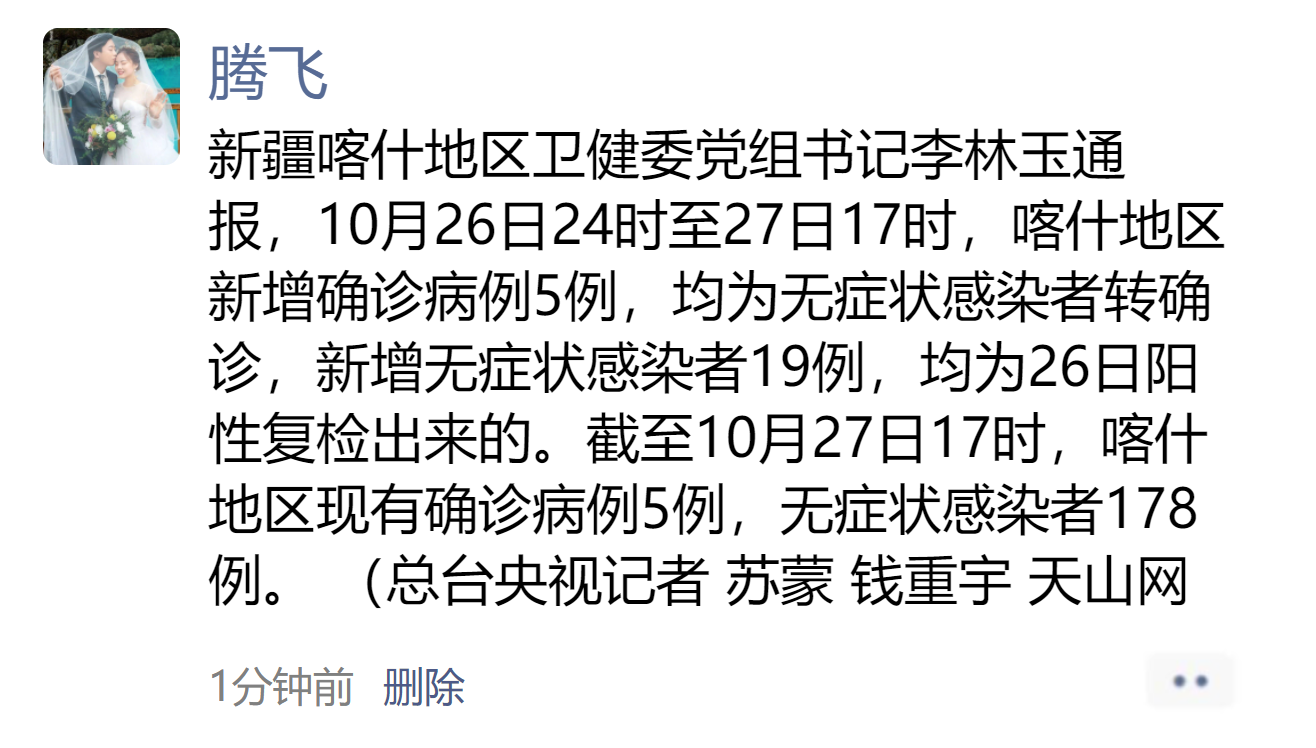 腾飞
新疆喀什地区卫健委党组书记李林玉通
报，10月26日24时至27日17时，喀什地区
新增确诊病例5例，均为无症状感染者转确
诊，新增无症状感染者19例，均为26日阳
性复检出来的。截至10月27日17时，喀什
地区现有确诊病例5例，无症状感染者178
例。 （总台央视记者 苏蒙 钱重宇 天山网
1分钟前 删除